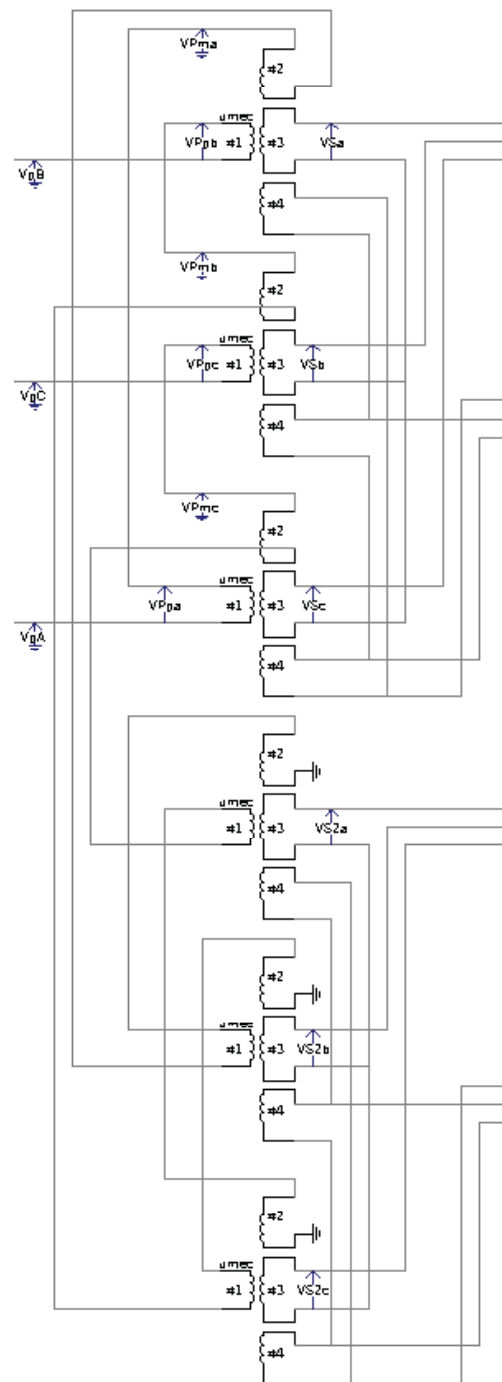 VPma
#2
umec
VPpb
#1
#3
VSa
VpB
#4
VPmb
#2
umec
VPpc
#1
#3
VSb
VpC
#4
VPmc
#2
umec
VPpa
#1
#3
VSc
VpA
#4
#2
umec
#1
#3
VS2a
#4
#2
umec
#1
#3
VS2b
#4
#2
umec
#1
#3
VS2c
#4